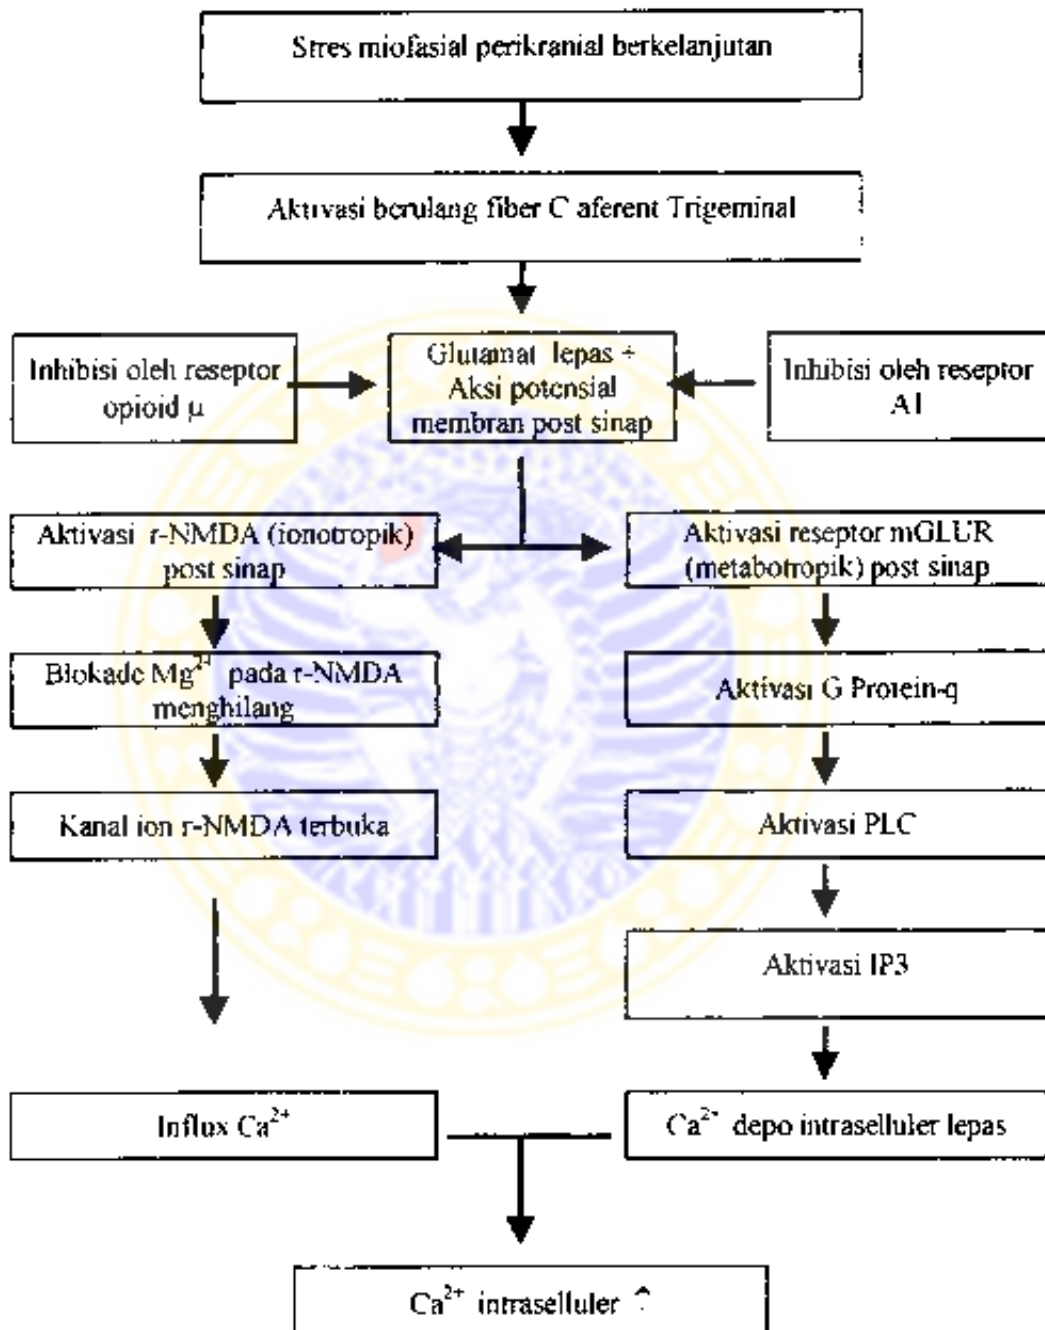 Stres miofasial perikranial berkelanjutan
Aktivasi berulang fiber C aferent Trigeminal
Inhibisi oleh reseptor
opioid µ
Glutamat lepas +
Aksi potensial
membran post sinap
Inhibisi oleh reseptor
A1
Aktivasi r-NMDA (ionotropik)
post sinap
Aktivasi reseptor mGLUR
(metabotropik) post sinap
Blokade Mg²⁺ pada r-NMDA
menghilang
Aktivasi G Protein-q
Kanal ion r-NMDA terbuka
Aktivasi PLC
Aktivasi IP3
Influx Ca²⁺
Ca²⁺ depo intraselluler lepas
Ca²⁺ intraselluler ↑